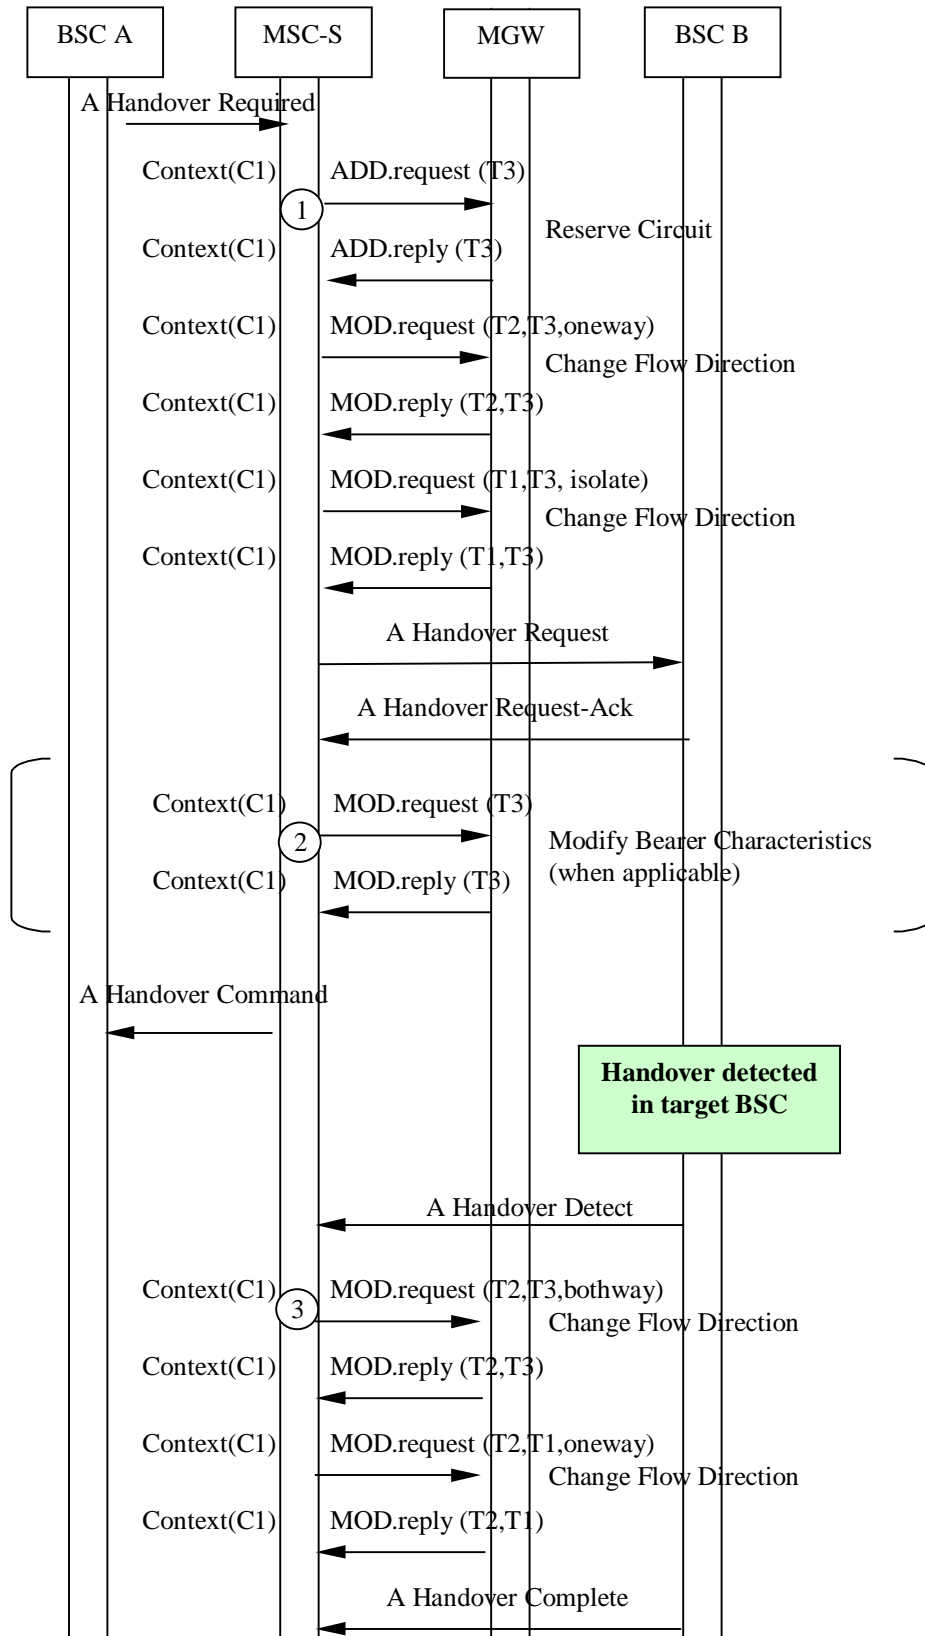 BSC A
MSC-S
MGW
BSC B
A Handover Required
Context(C1) ADD.request (T3)
1
Reserve Circuit
Context(C1) ADD.reply (T3)
Context(C1) MOD.request (T2,T3,oneway)
Change Flow Direction
Context(C1) MOD.reply (T2,T3)
Context(C1) MOD.request (T1,T3, isolate)
Change Flow Direction
Context(C1) MOD.reply (T1,T3)
A Handover Request
A Handover Request-Ack
Context(C1) MOD.request (T3)
2
Modify Bearer Characteristics
(when applicable)
Context(C1) MOD.reply (T3)
A Handover Command
Handover detected
in target BSC
A Handover Detect
Context(C1) MOD.request (T2,T3,bothway)
3
Change Flow Direction
Context(C1) MOD.reply (T2,T3)
Context(C1) MOD.request (T2,T1,oneway)
Change Flow Direction
Context(C1) MOD.reply (T2,T1)
A Handover Complete